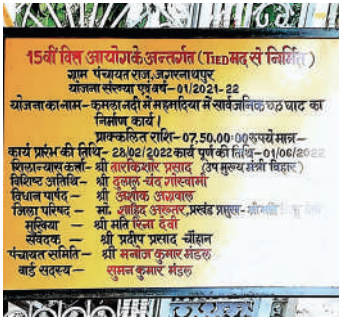 15वीं वित्त आयोग के अन्तर्गत (TIED मद से निर्मित)
ग्राम पंचायत राज, जगरनाथपुर
योजना संख्या एवं वर्ष-01/2021-22
योजना का नाम- कमला नदी में महमदिया में सार्वजनिक छठ घाट का
निर्माण कार्य।
प्राक्कलित राशि-07,50,00=00 रूपये मात्र-
कार्य प्रारंभ की तिथि-28/02/2022 कार्य पूर्ण की तिथि-01/06/2022
शिलान्यास कर्त्ता- श्री तारकिशोर प्रसाद (उप मुख्य मंत्री बिहार)
विशिष्ट अतिथि- श्री दुलाल चंद गोस्वामी
विधान पार्षद- श्री अशोक अग्रवाल
जिला परिषद- मो. शाहिद अख्तर, प्रखंड प्रमुख-
मुखिया- श्री मति रिना देवी
संवेदक- श्री प्रदीप प्रसाद-चौहान
पंचायत समिति- श्री मनोज कुमार मंडल
वार्ड सदस्य- सुमन कुमार मंडल